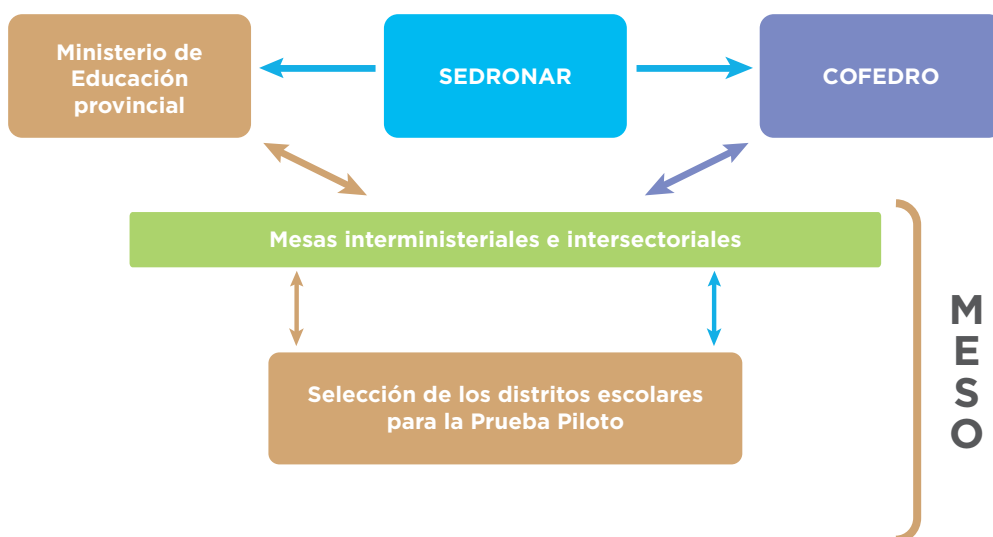 Ministerio de
Educación
provincial
SEDRONAR
COFEDRO
Mesas interministeriales e intersectoriales
Selección de los distritos escolares
para la Prueba Piloto
M
E
S
O